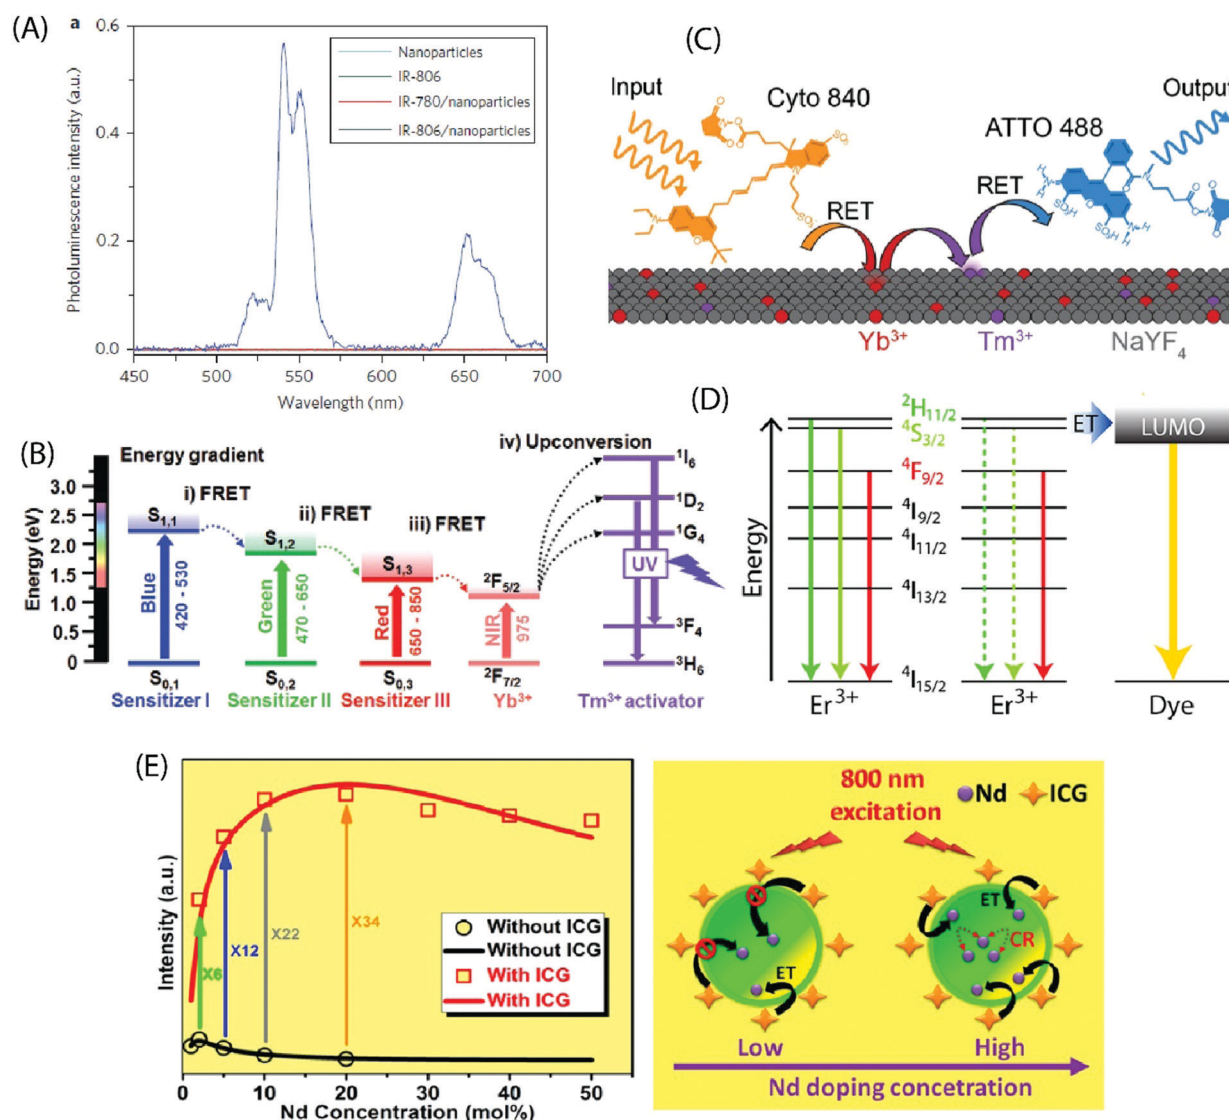 (A)
a
0.6
0.4
0.2
0.0
Photoluminescence intensity (a.u.)
450
500
550
600
650
700
Wavelength (nm)
Nanoparticles
IR-806
IR-780/nanoparticles
IR-806/nanoparticles
(C)
Input
Cyto 840
RET
ATTO 488
RET
Output
Yb³⁺
Tm³⁺
NaYF₄
(B)
Energy gradient
iv) Upconversion
i) FRET
ii) FRET
iii) FRET
Energy (eV)
3.0
2.5
2.0
1.5
1.0
0.5
0
S₁,₁
S₁,₂
S₁,₃
²F₅/₂
Blue
420 - 530
Green
470 - 650
Red
650 - 850
NIR
975
UV
¹I₆
¹D₂
¹G₄
³F₄
³H₆
S₀,₁
S₀,₂
S₀,₃
²F₇/₂
Sensitizer I
Sensitizer II
Sensitizer III
Yb³⁺
Tm³⁺ activator
(D)
Energy
²H₁₁/₂
⁴S₃/₂
⁴F₉/₂
⁴I₉/₂
⁴I₁₁/₂
⁴I₁₃/₂
⁴I₁₅/₂
ET
LUMO
Er³⁺
Er³⁺
Dye
(E)
Intensity (a.u.)
X6
X12
X22
X34
Without ICG
Without ICG
With ICG
With ICG
0
10
20
30
40
50
Nd Concentration (mol%)
800 nm
excitation
Nd
ICG
ET
ET
CR
Low
High
Nd doping concetration